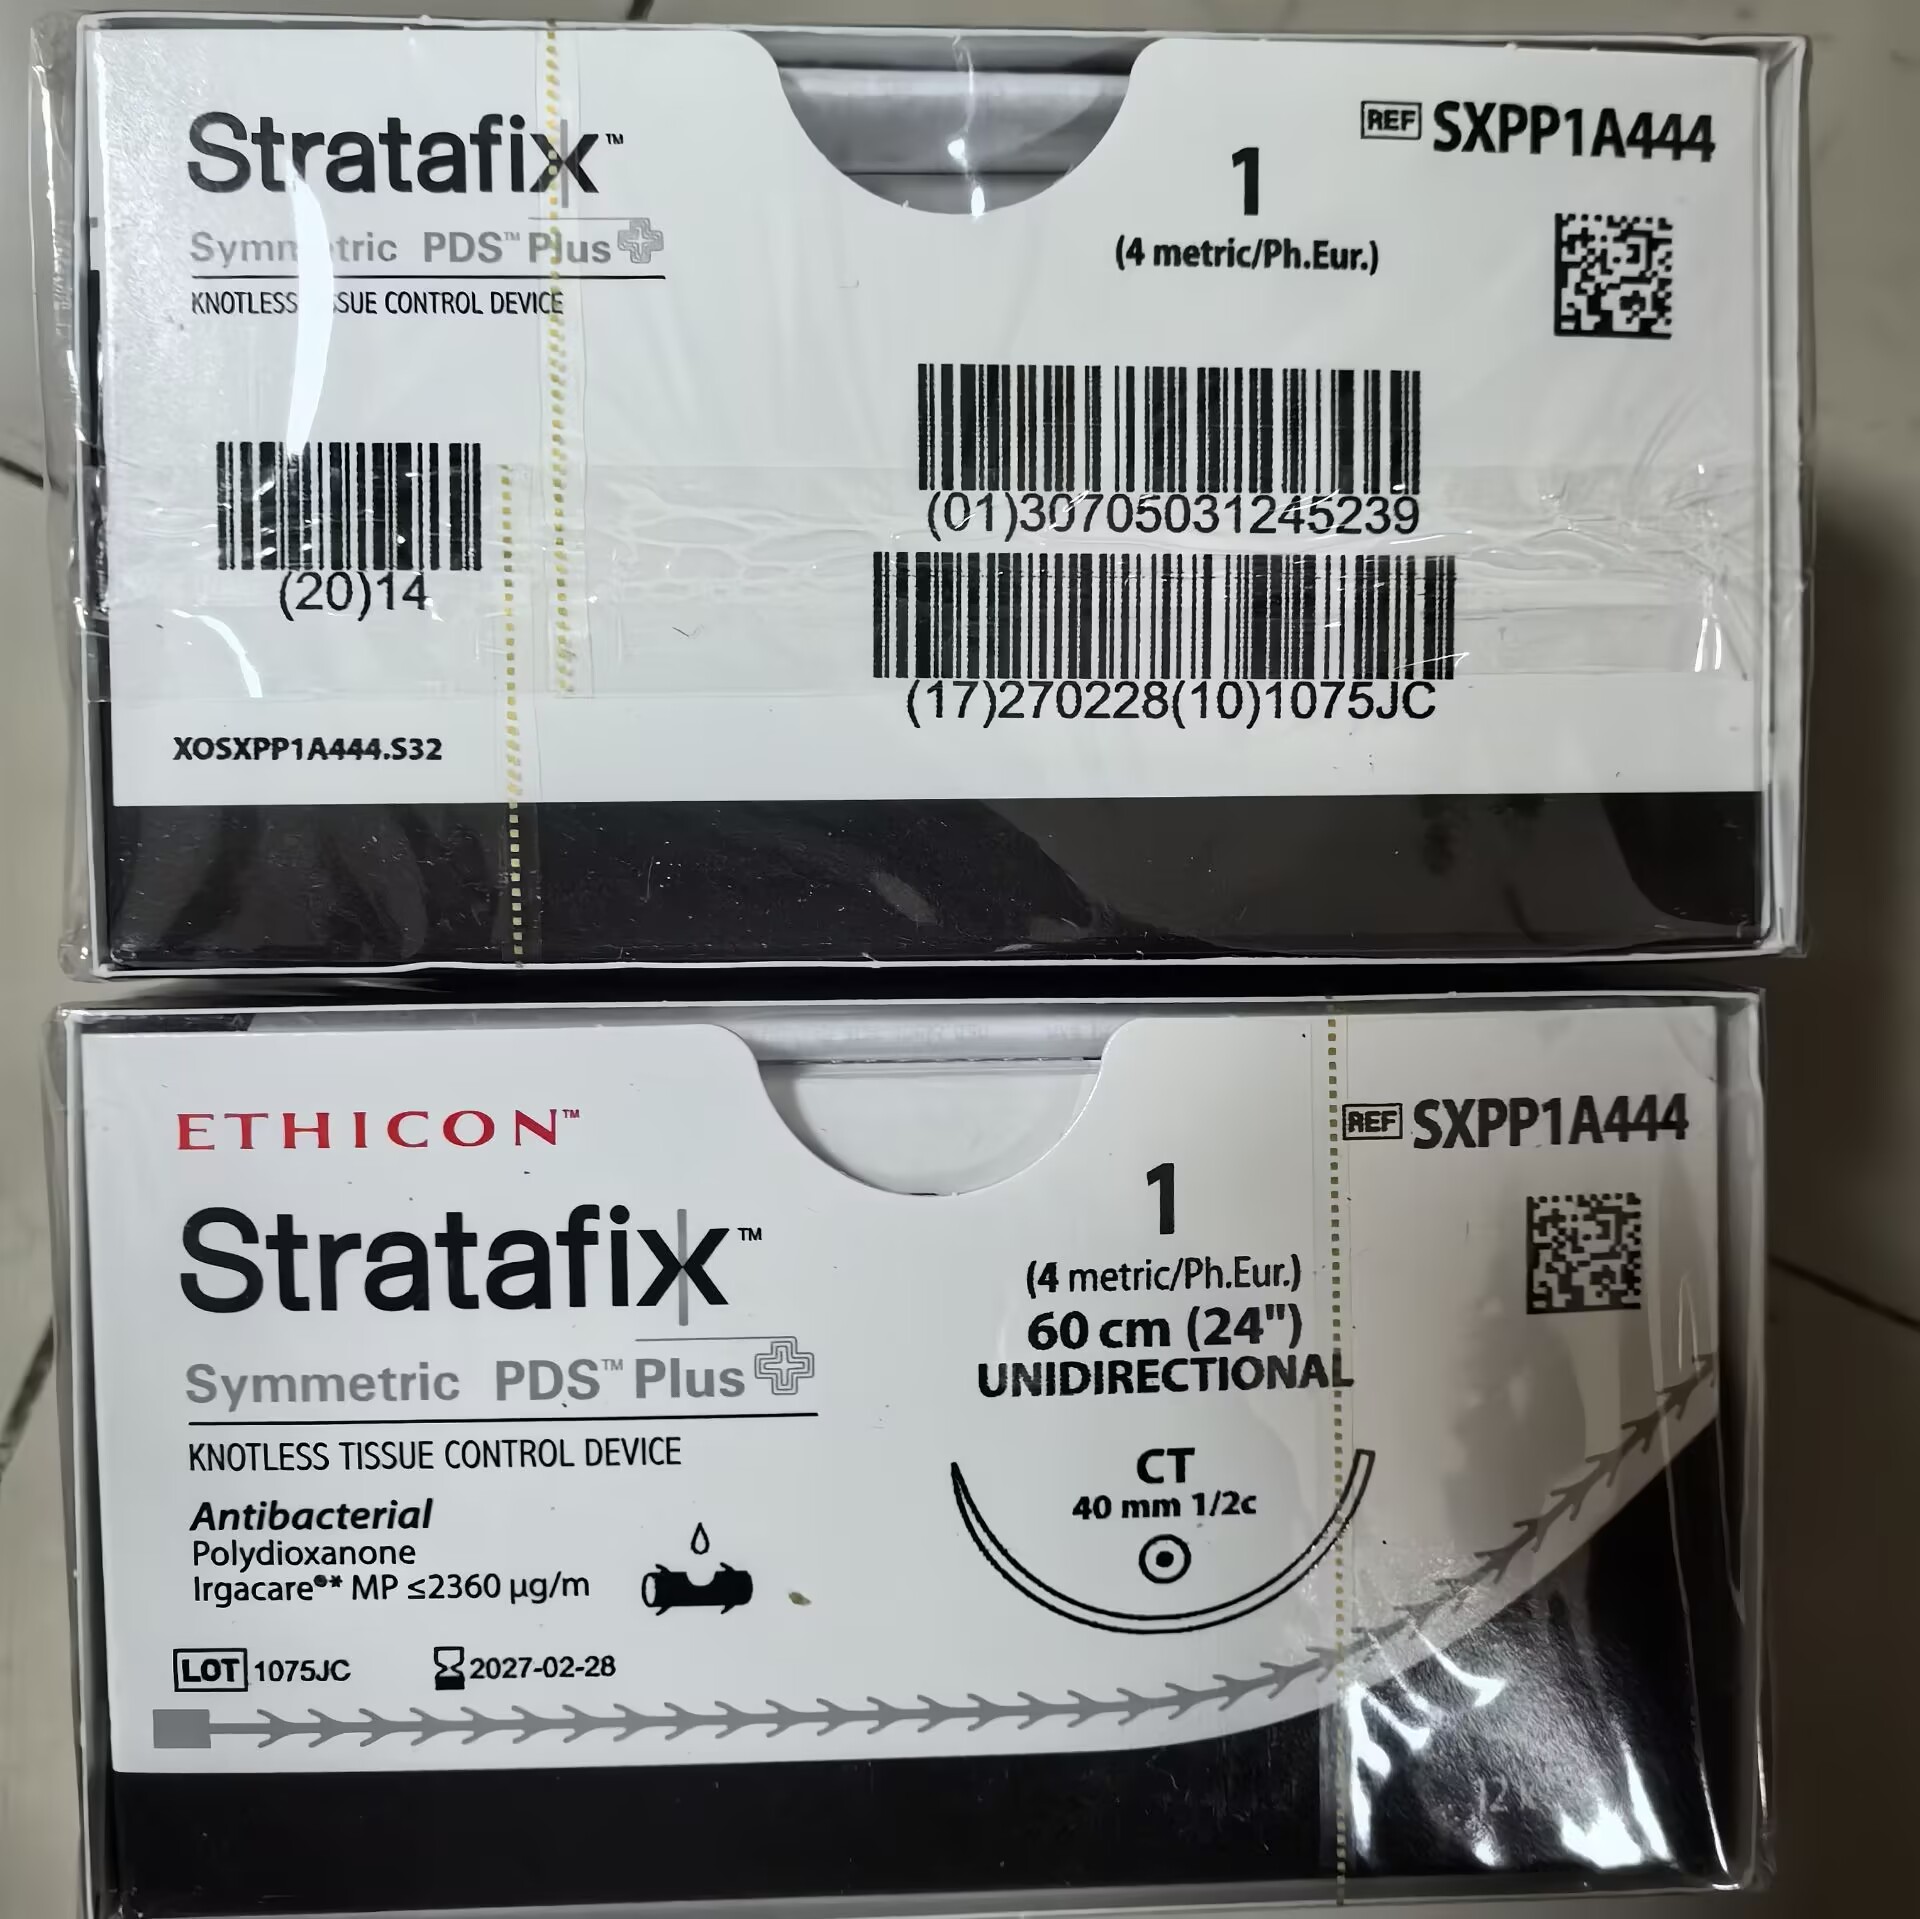 Stratafix™
Symmetric PDS™ Plus
KNOTLESS TISSUE CONTROL DEVICE
1
(4 metric/Ph.Eur.)
REF SXPP1A444
(01)30705031245239
(20)14
(17)270228(10)1075JC
XOSXPP1A444.S32
ETHICON™
REF SXPP1A444
Stratafix™
Symmetric PDS™ Plus
KNOTLESS TISSUE CONTROL DEVICE
1
(4 metric/Ph.Eur.)
60 cm (24")
UNIDIRECTIONAL
CT
40 mm 1/2c
Antibacterial
Polydioxanone
Irgacare®* MP ≤2360 µg/m
LOT 1075JC
2027-02-28